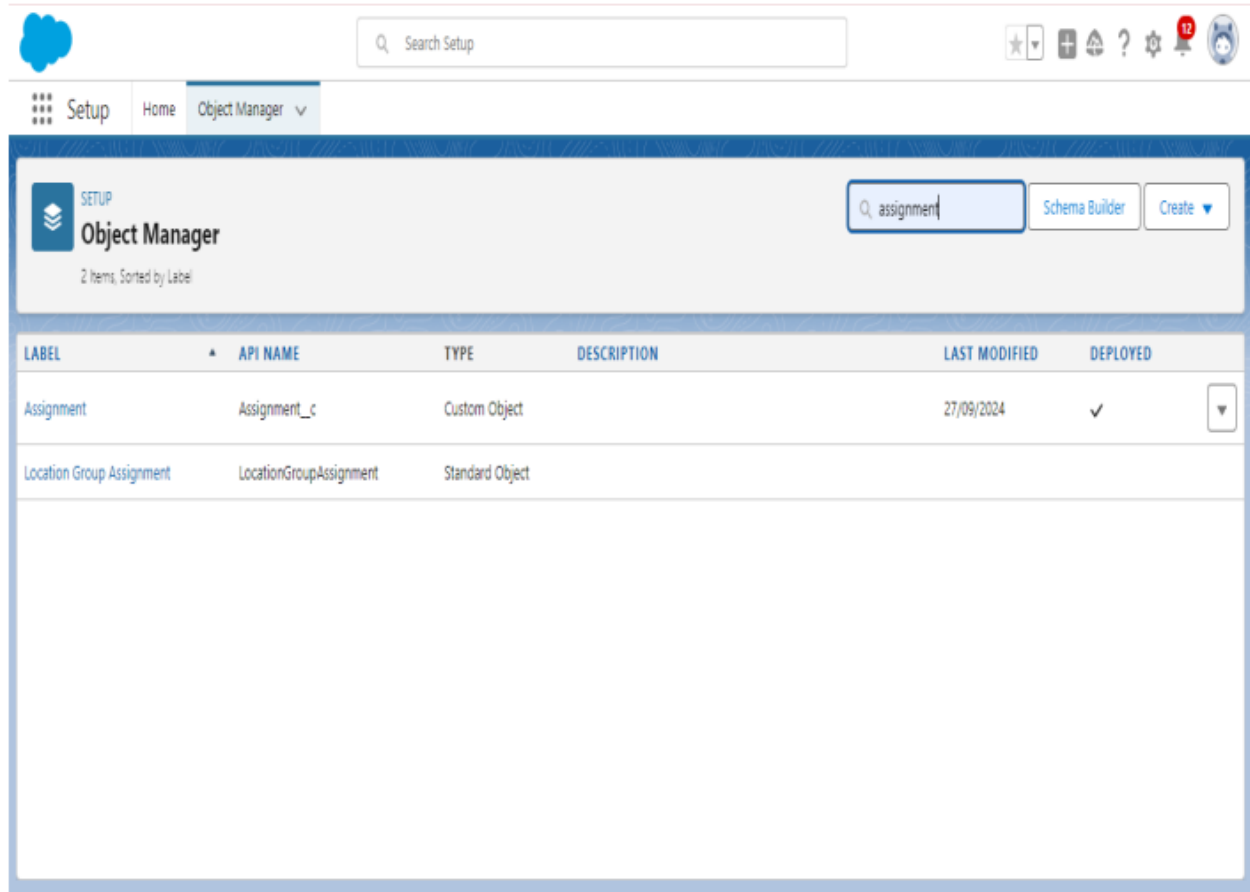 Search Setup
12
Setup Home Object Manager
SETUP
Object Manager
2 Items, Sorted by Label
assignment
Schema Builder
Create
LABEL API NAME TYPE DESCRIPTION LAST MODIFIED DEPLOYED
Assignment Assignment__c Custom Object 27/09/2024
Location Group Assignment LocationGroupAssignment Standard Object